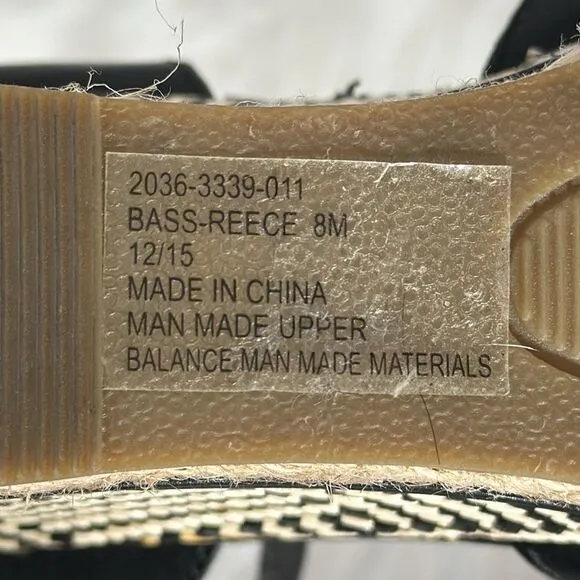 2036-3339-011
BASS-REECE 8M
12/15
MADE IN CHINA
MAN MADE UPPER
BALANCE MAN MADE MATERIALS